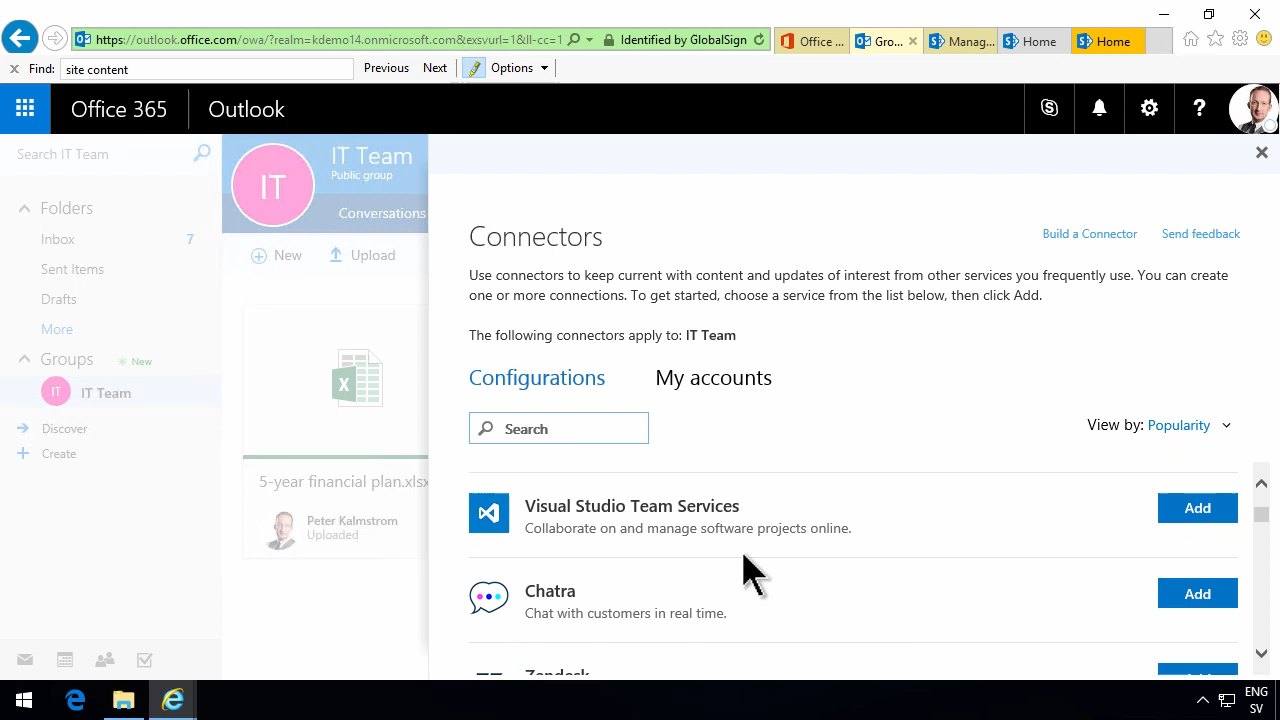 https://outlook.office.com/owa/?realm=kdemo14.onmicrosoft.com&exsvurl=1&ll-cc=1
Identified by GlobalSign
Office ...
Gro...
Manag...
Home
Home
Find:
site content
Previous
Next
Options
Office 365
Outlook
Search IT Team
Folders
Inbox
7
Sent Items
Drafts
More
Groups
New
IT
IT Team
Discover
Create
IT
IT Team
Public group
Conversations
New
Upload
5-year financial plan.xlsx
Peter Kalmstrom
Uploaded
Connectors
Build a Connector
Send feedback
Use connectors to keep current with content and updates of interest from other services you frequently use. You can create
one or more connections. To get started, choose a service from the list below, then click Add.
The following connectors apply to: IT Team
Configurations
My accounts
Search
View by: Popularity
Visual Studio Team Services
Collaborate on and manage software projects online.
Add
Chatra
Chat with customers in real time.
Add
Zendesk
ENG
SV